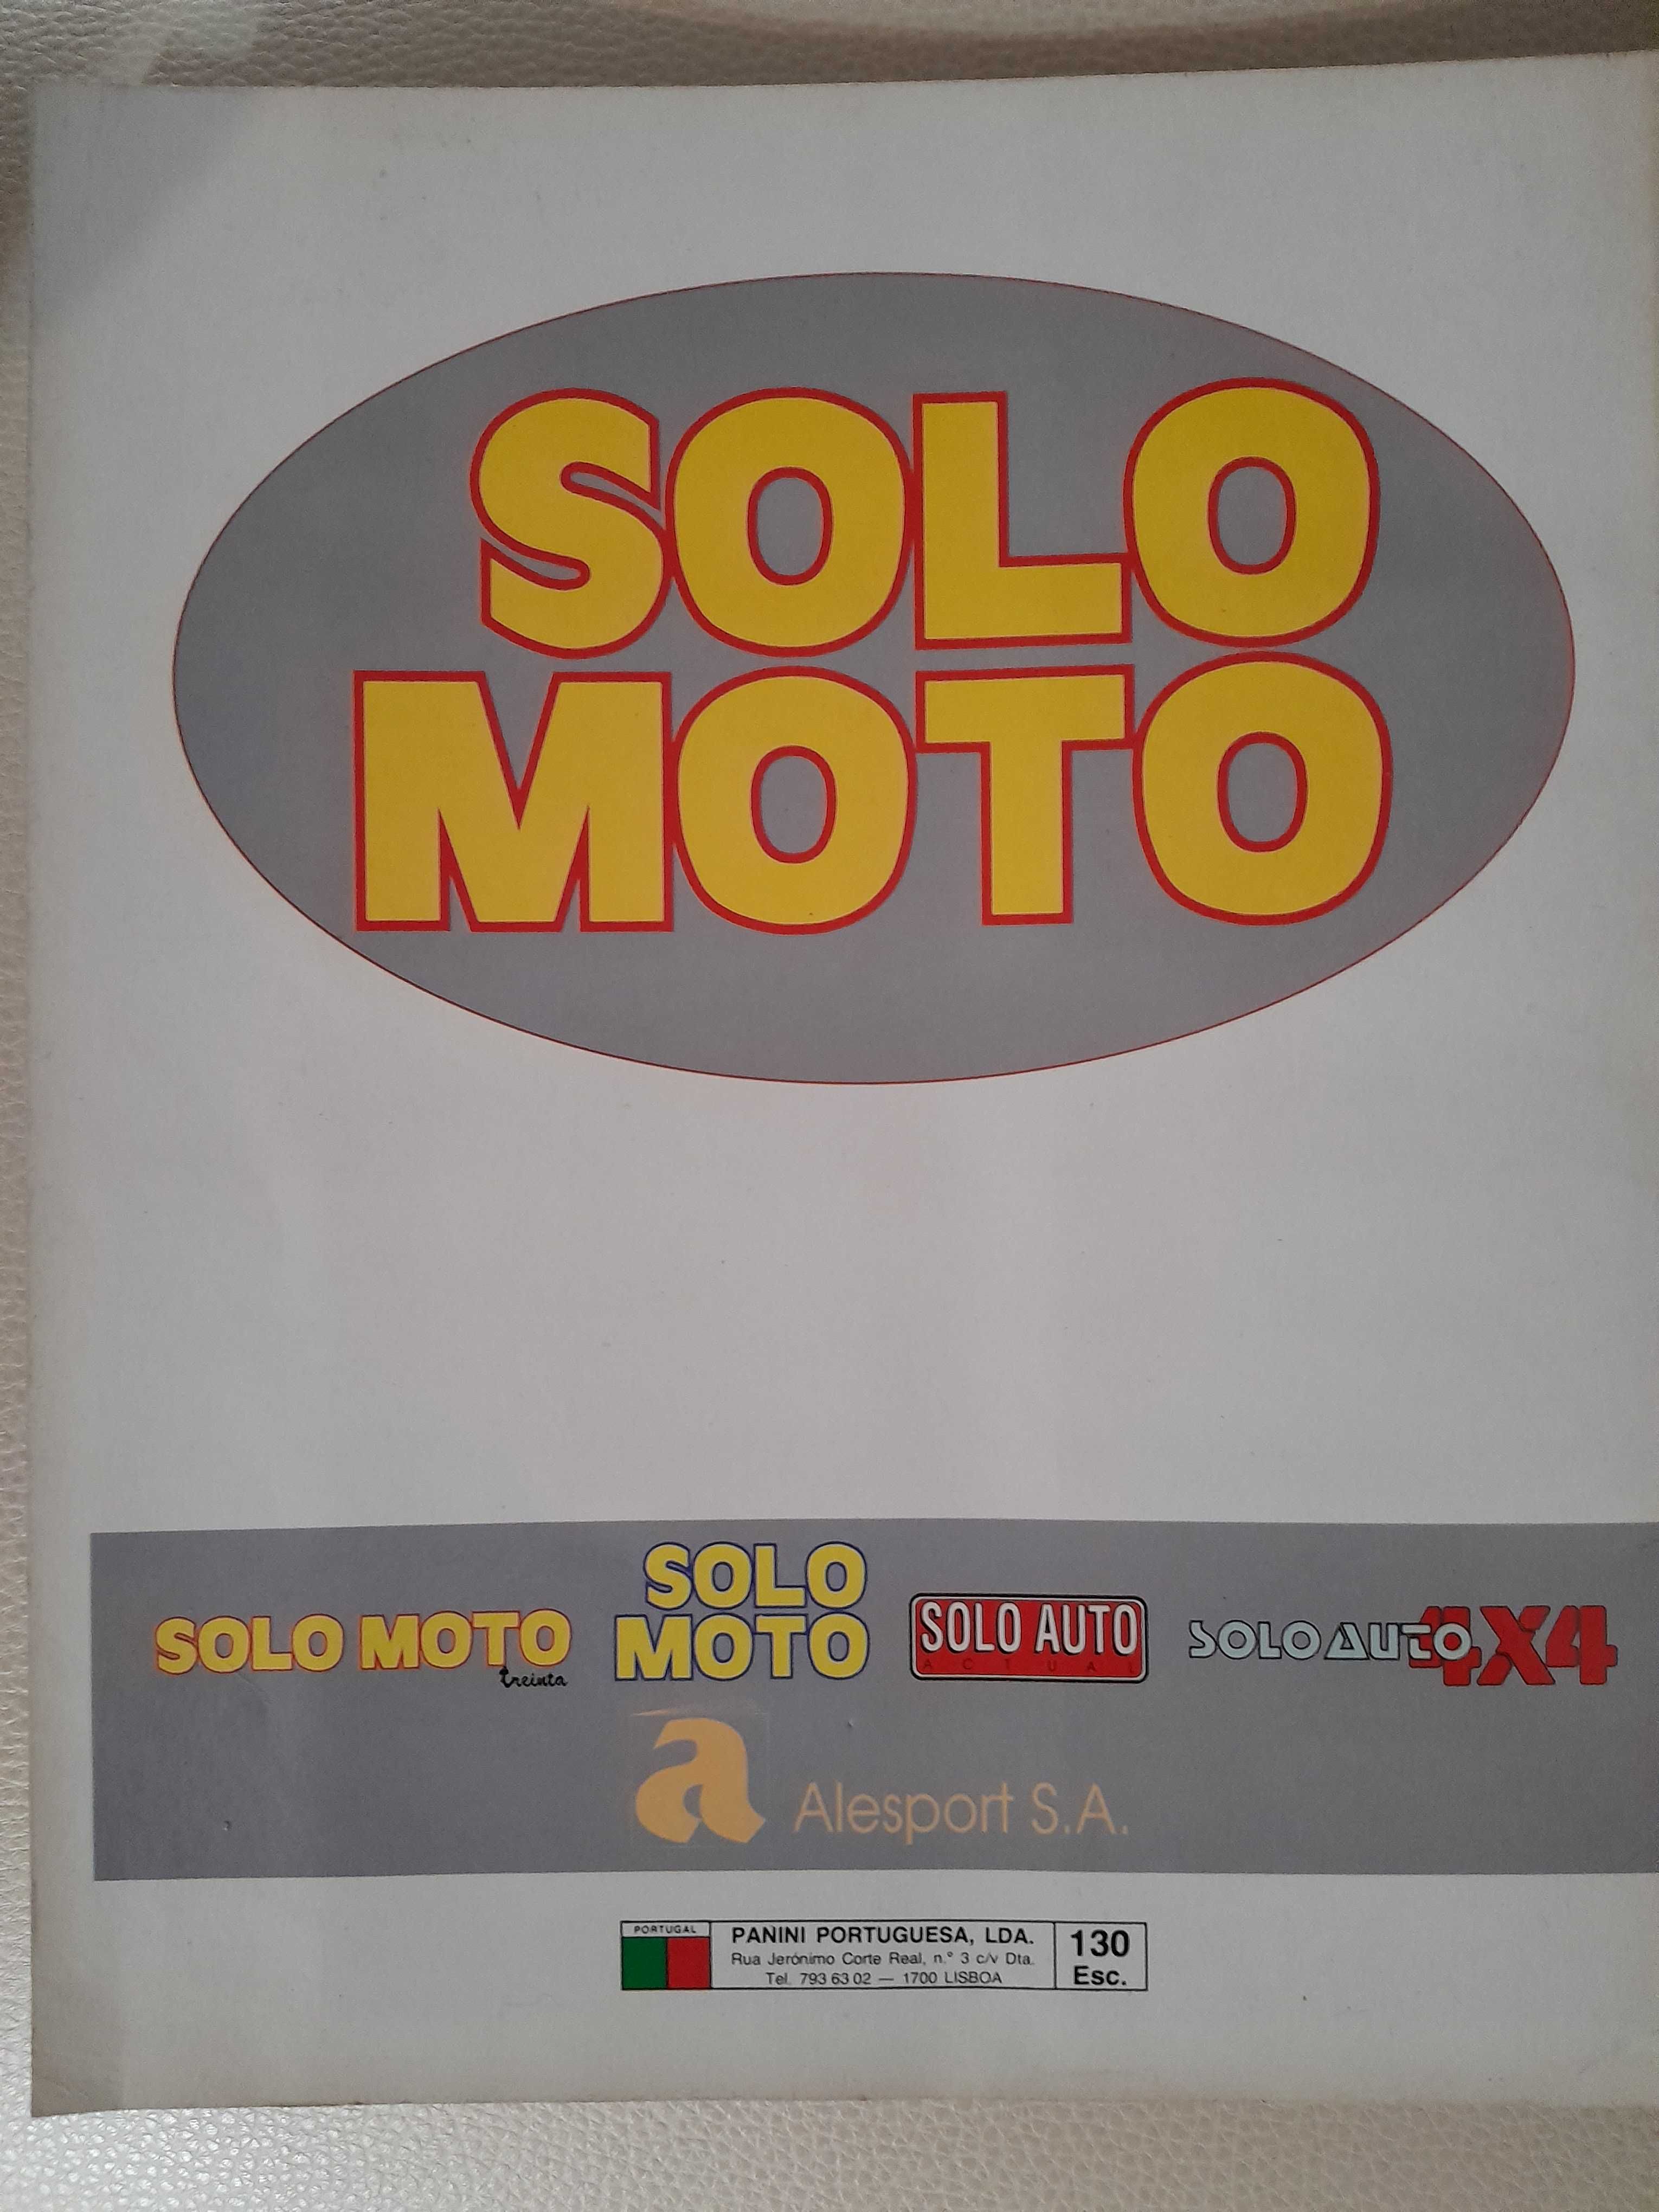 SOLO
MOTO
SOLO MOTO
treinta
SOLO
MOTO
SOLO AUTO
ACTUAL
SOLO AUTO 4X4
a Alesport S.A.
PORTUGAL
PANINI PORTUGUESA, LDA.
Rua Jerónimo Corte Real, n.º 3 c/v Dta.
Tel. 793 63 02 — 1700 LISBOA
130
Esc.